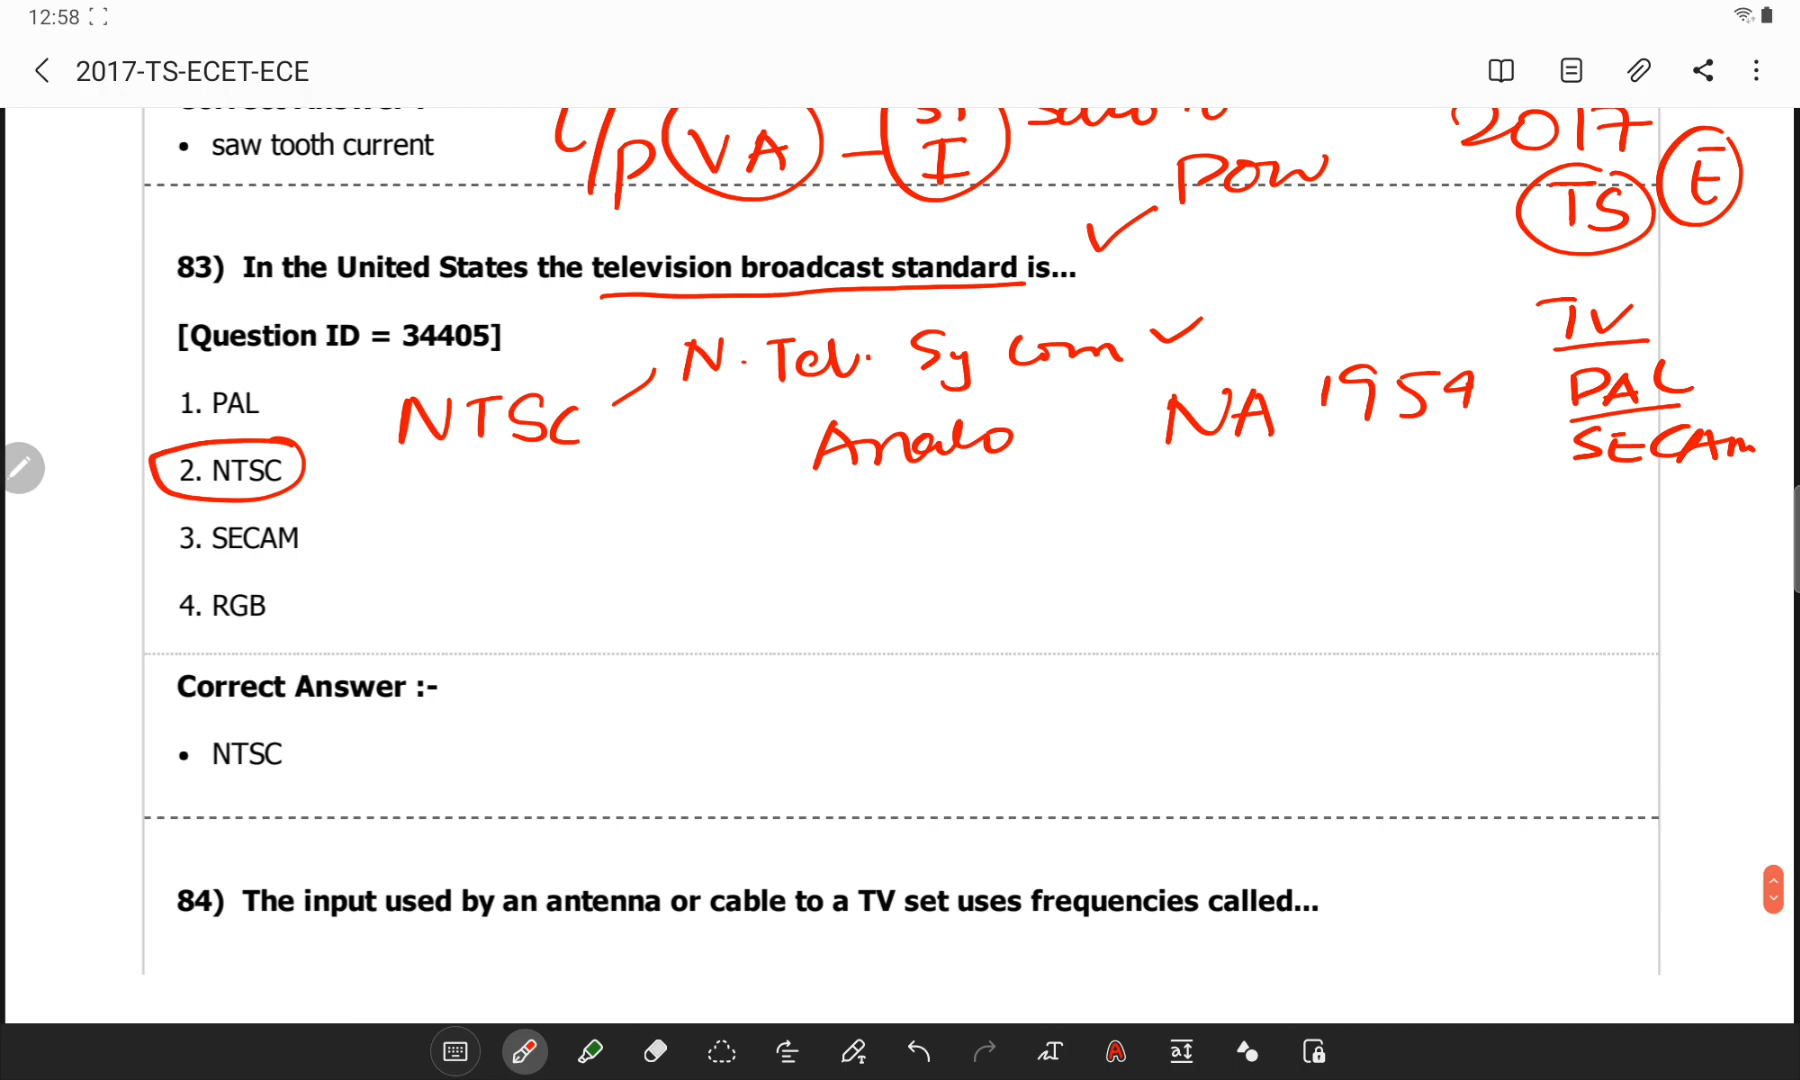 12:58
2017-TS-ECET-ECE
• saw tooth current
I/P VA - I
pow
2017
TS E
83) In the United States the television broadcast standard is...
[Question ID = 34405]
N. Tel. Sy Com
TV
1. PAL
NTSC
Analo
NA 1954
PAL
SECAM
2. NTSC
3. SECAM
4. RGB
Correct Answer :-
• NTSC
84) The input used by an antenna or cable to a TV set uses frequencies called...